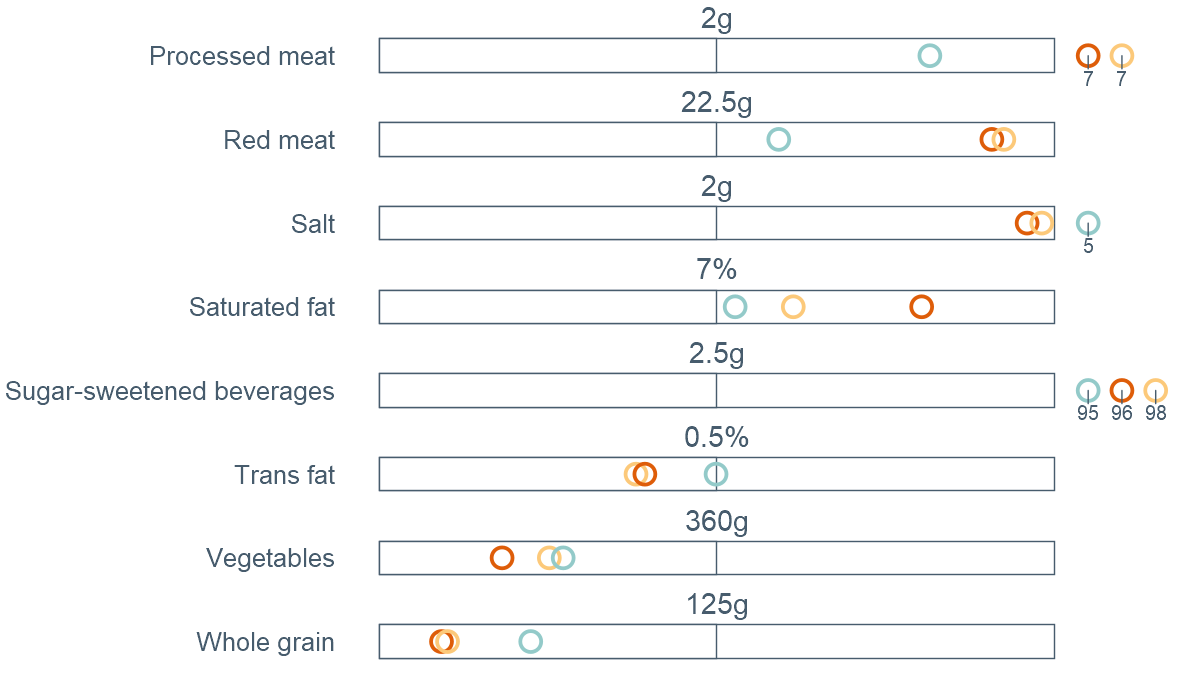 2g
Processed meat
7 7
22.5g
Red meat
2g
Salt
5
7%
Saturated fat
2.5g
Sugar-sweetened beverages
95 96 98
0.5%
Trans fat
360g
Vegetables
125g
Whole grain